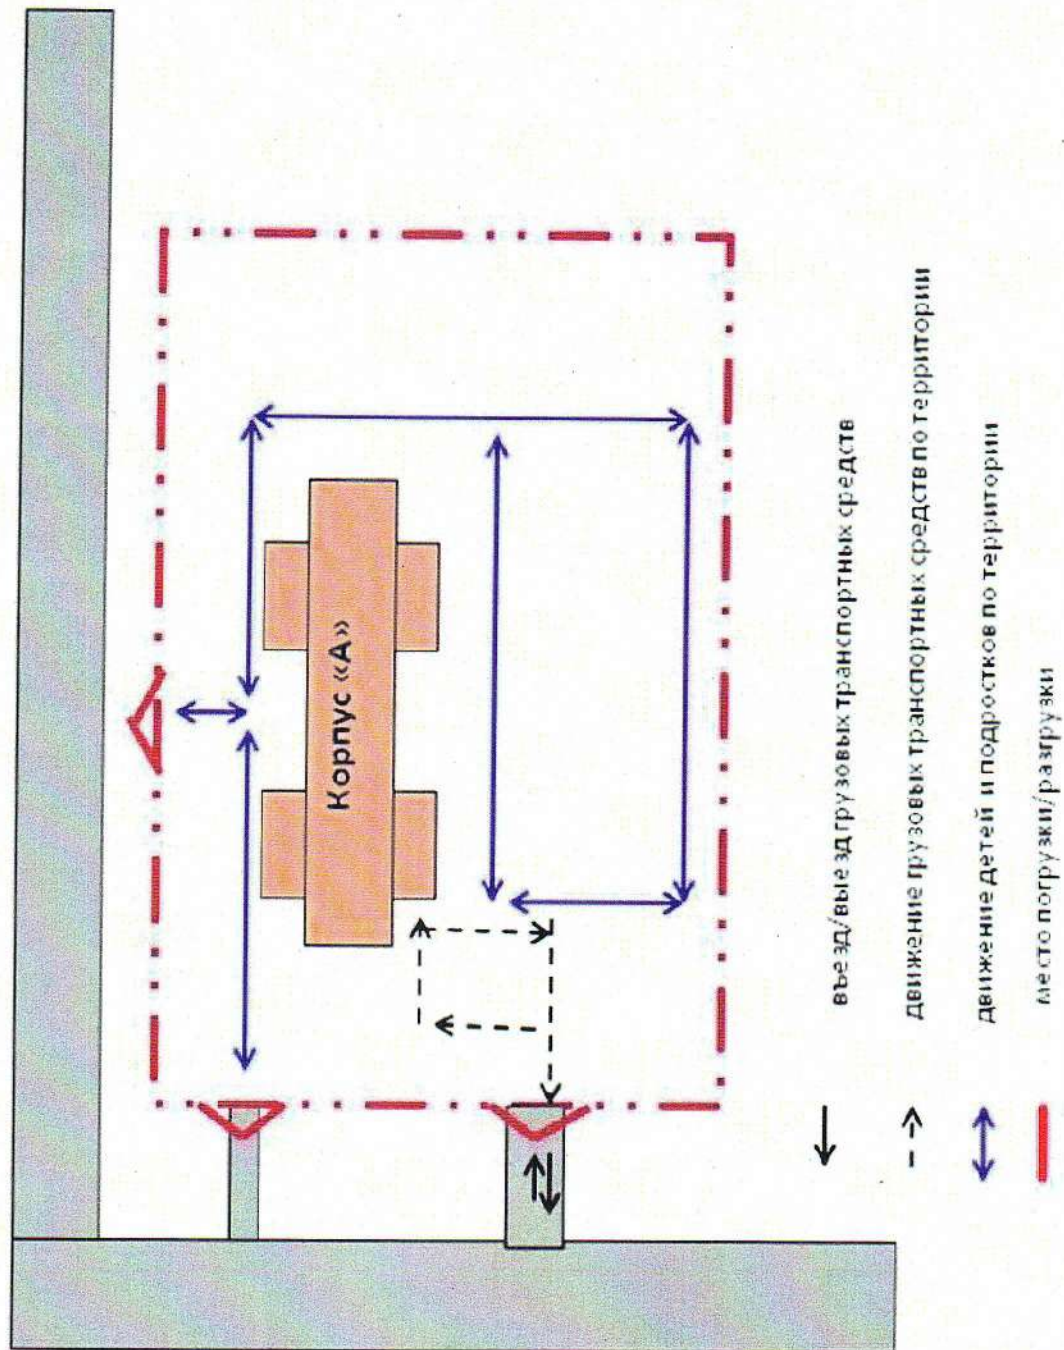 Корпус «А»
въезд/выезд грузовых транспортных средств
движение грузовых транспортных средств по территории
движение детей и подростков по территории
место погрузки/разгрузки